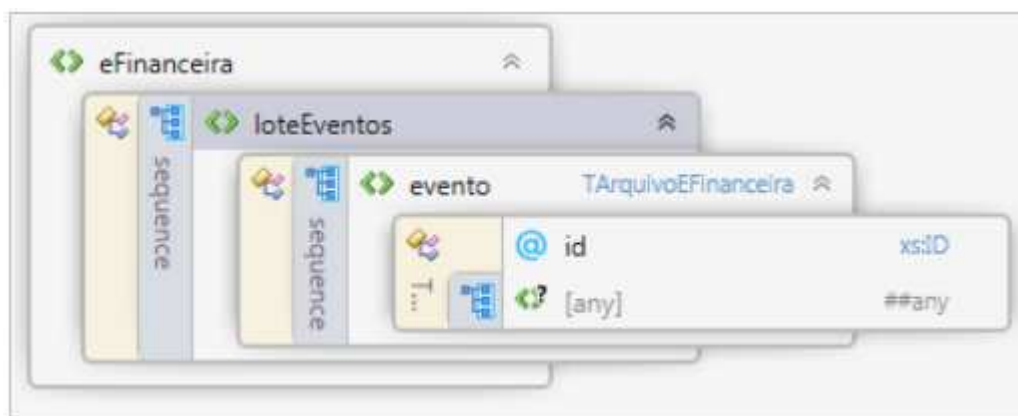 eFinanceira
loteEventos
sequence
evento TArquivoEFinanceira
sequence
@ id xs:ID
T...
[any] ##any